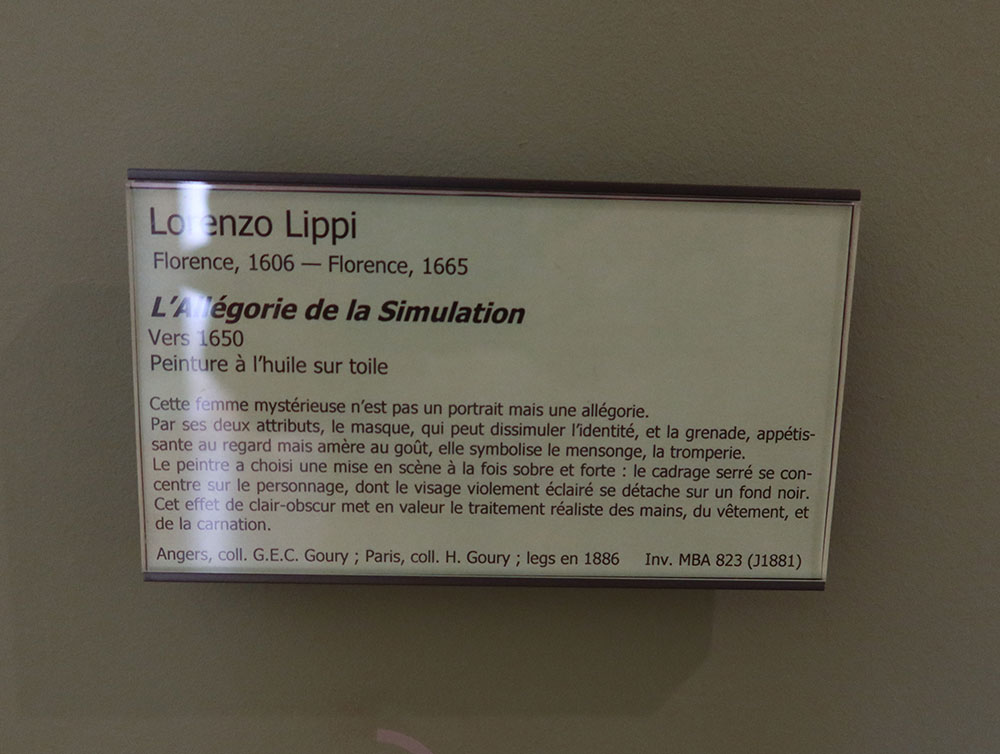 Lorenzo Lippi
Florence, 1606 — Florence, 1665
L'Allégorie de la Simulation
Vers 1650
Peinture à l'huile sur toile
Cette femme mystérieuse n'est pas un portrait mais une allégorie.
Par ses deux attributs, le masque, qui peut dissimuler l'identité, et la grenade, appétis-
sante au regard mais amère au goût, elle symbolise le mensonge, la tromperie.
Le peintre a choisi une mise en scène à la fois sobre et forte : le cadrage serré se con-
centre sur le personnage, dont le visage violement éclairé se détache sur un fond noir.
Cet effet de clair-obscur met en valeur le traitement réaliste des mains, du vêtement, et
de la carnation.
Angers, coll. G.E.C. Goury ; Paris, coll. H. Goury ; legs en 1886 Inv. MBA 823 (J1881)